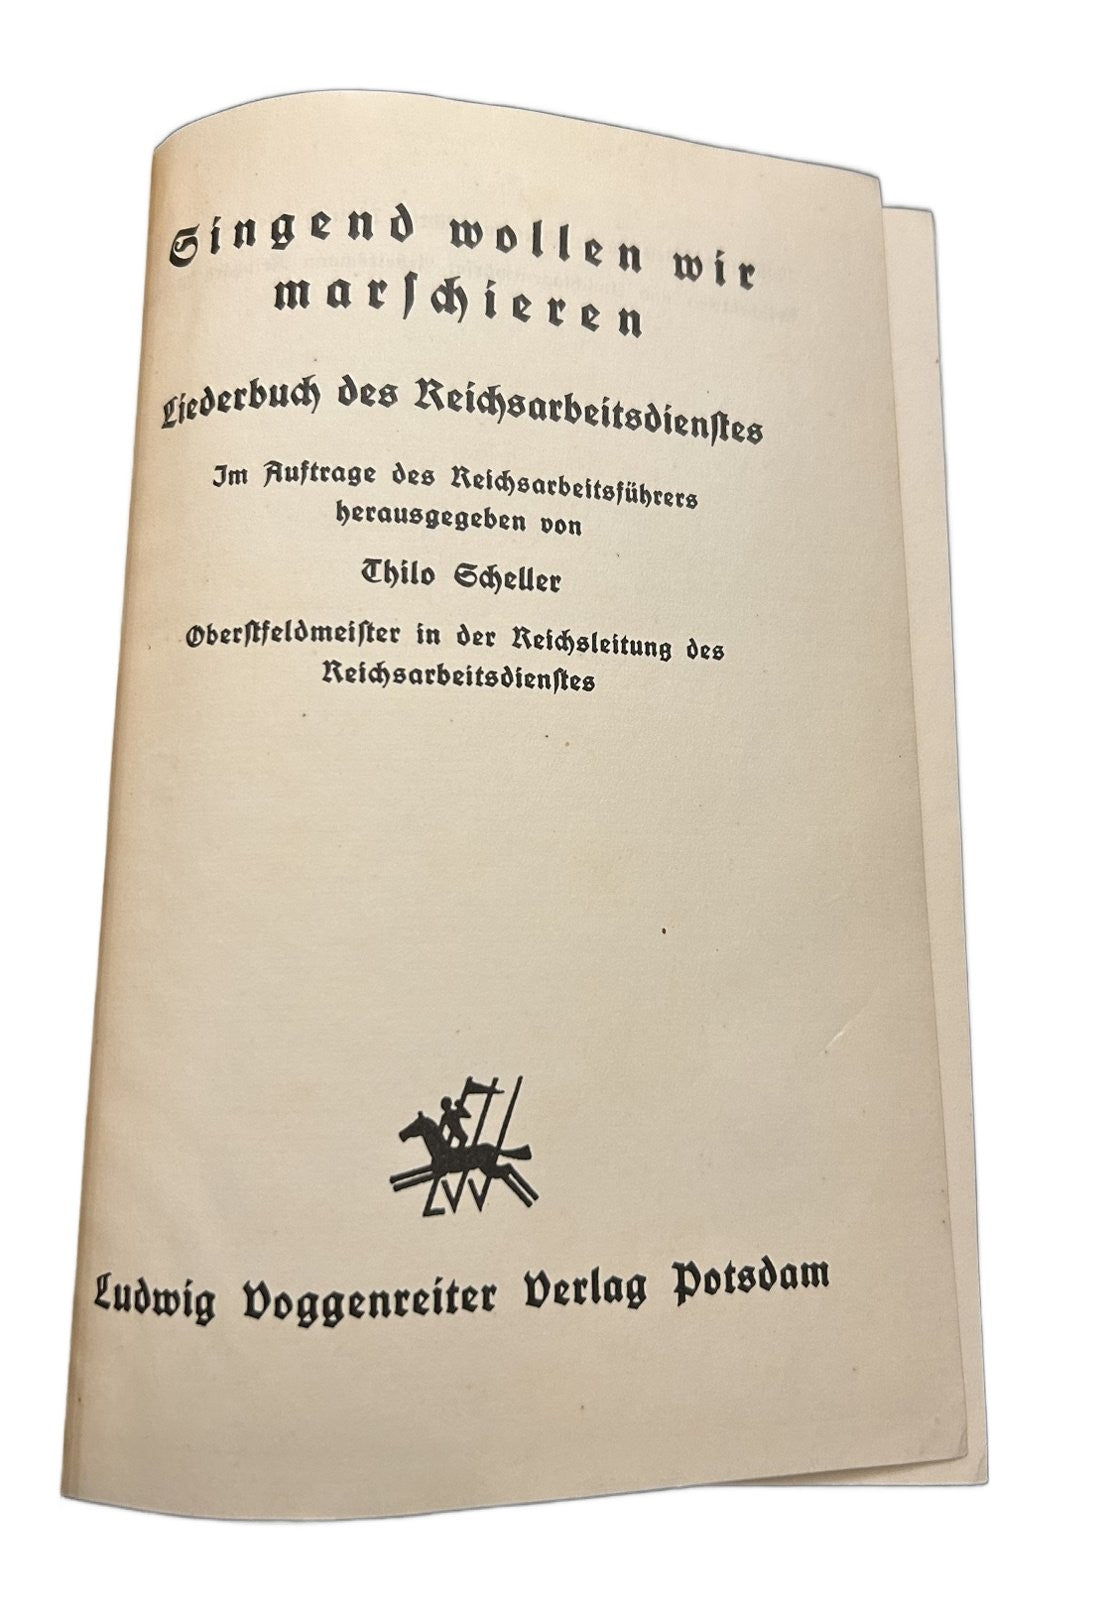 Singend wollen wir
marſchieren
Liederbuch des Reichsarbeitsdienſtes
Im Auftrage des Reichsarbeitsführers
herausgegeben von
Thilo Scheller
Oberſtfeldmeiſter in der Reichsleitung des
Reichsarbeitsdienſtes
LVV
Ludwig Voggenreiter Verlag Potsdam